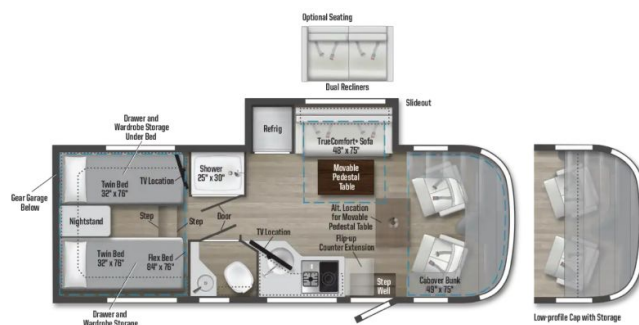 Optional Seating
Dual Recliners
Slideout
Drawer and
Wardrobe Storage
Under Bed
Refrig
TrueComfort+ Sofa
48" x 75"
Shower
25" x 30"
Twin Bed
32" x 76"
TV Location
Movable
Pedestal
Table
Gear Garage
Below
Nightstand
Step
Step
Door
Alt. Location
for Movable
Pedestal Table
TV Location
Flip-up
Counter Extension
Twin Bed
32" x 76"
Flex Bed
84" x 76"
Cabover Bunk
49" x 75"
Step
Well
Drawer and
Wardrobe Storage
Low-profile Cap with Storage